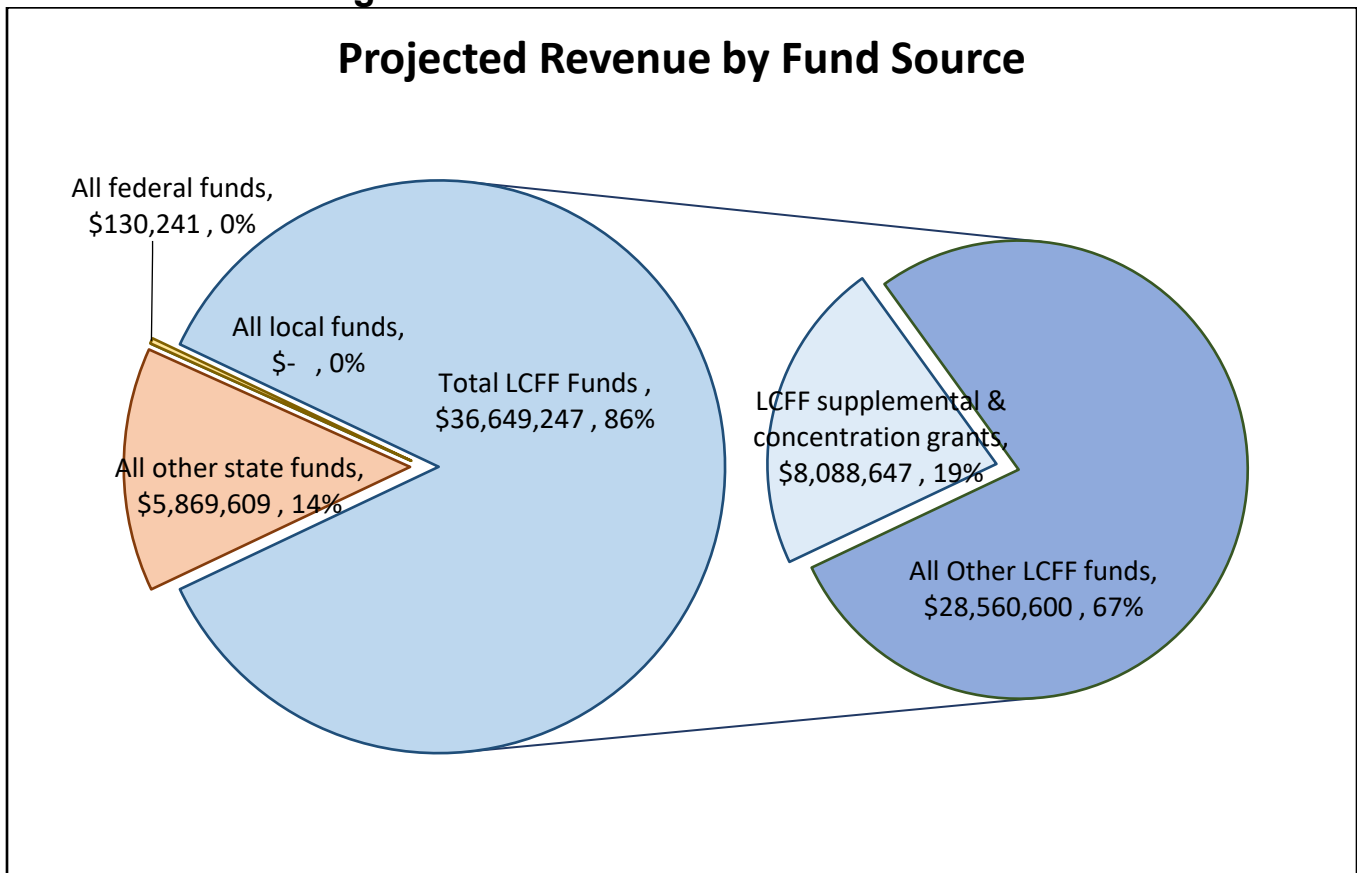 Projected Revenue by Fund Source
All federal funds,
$130,241 , 0%
All local funds,
$- , 0%
Total LCFF Funds ,
$36,649,247 , 86%
All other state funds,
$5,869,609 , 14%
LCFF supplemental &
concentration grants,
$8,088,647 , 19%
All Other LCFF funds,
$28,560,600 , 67%